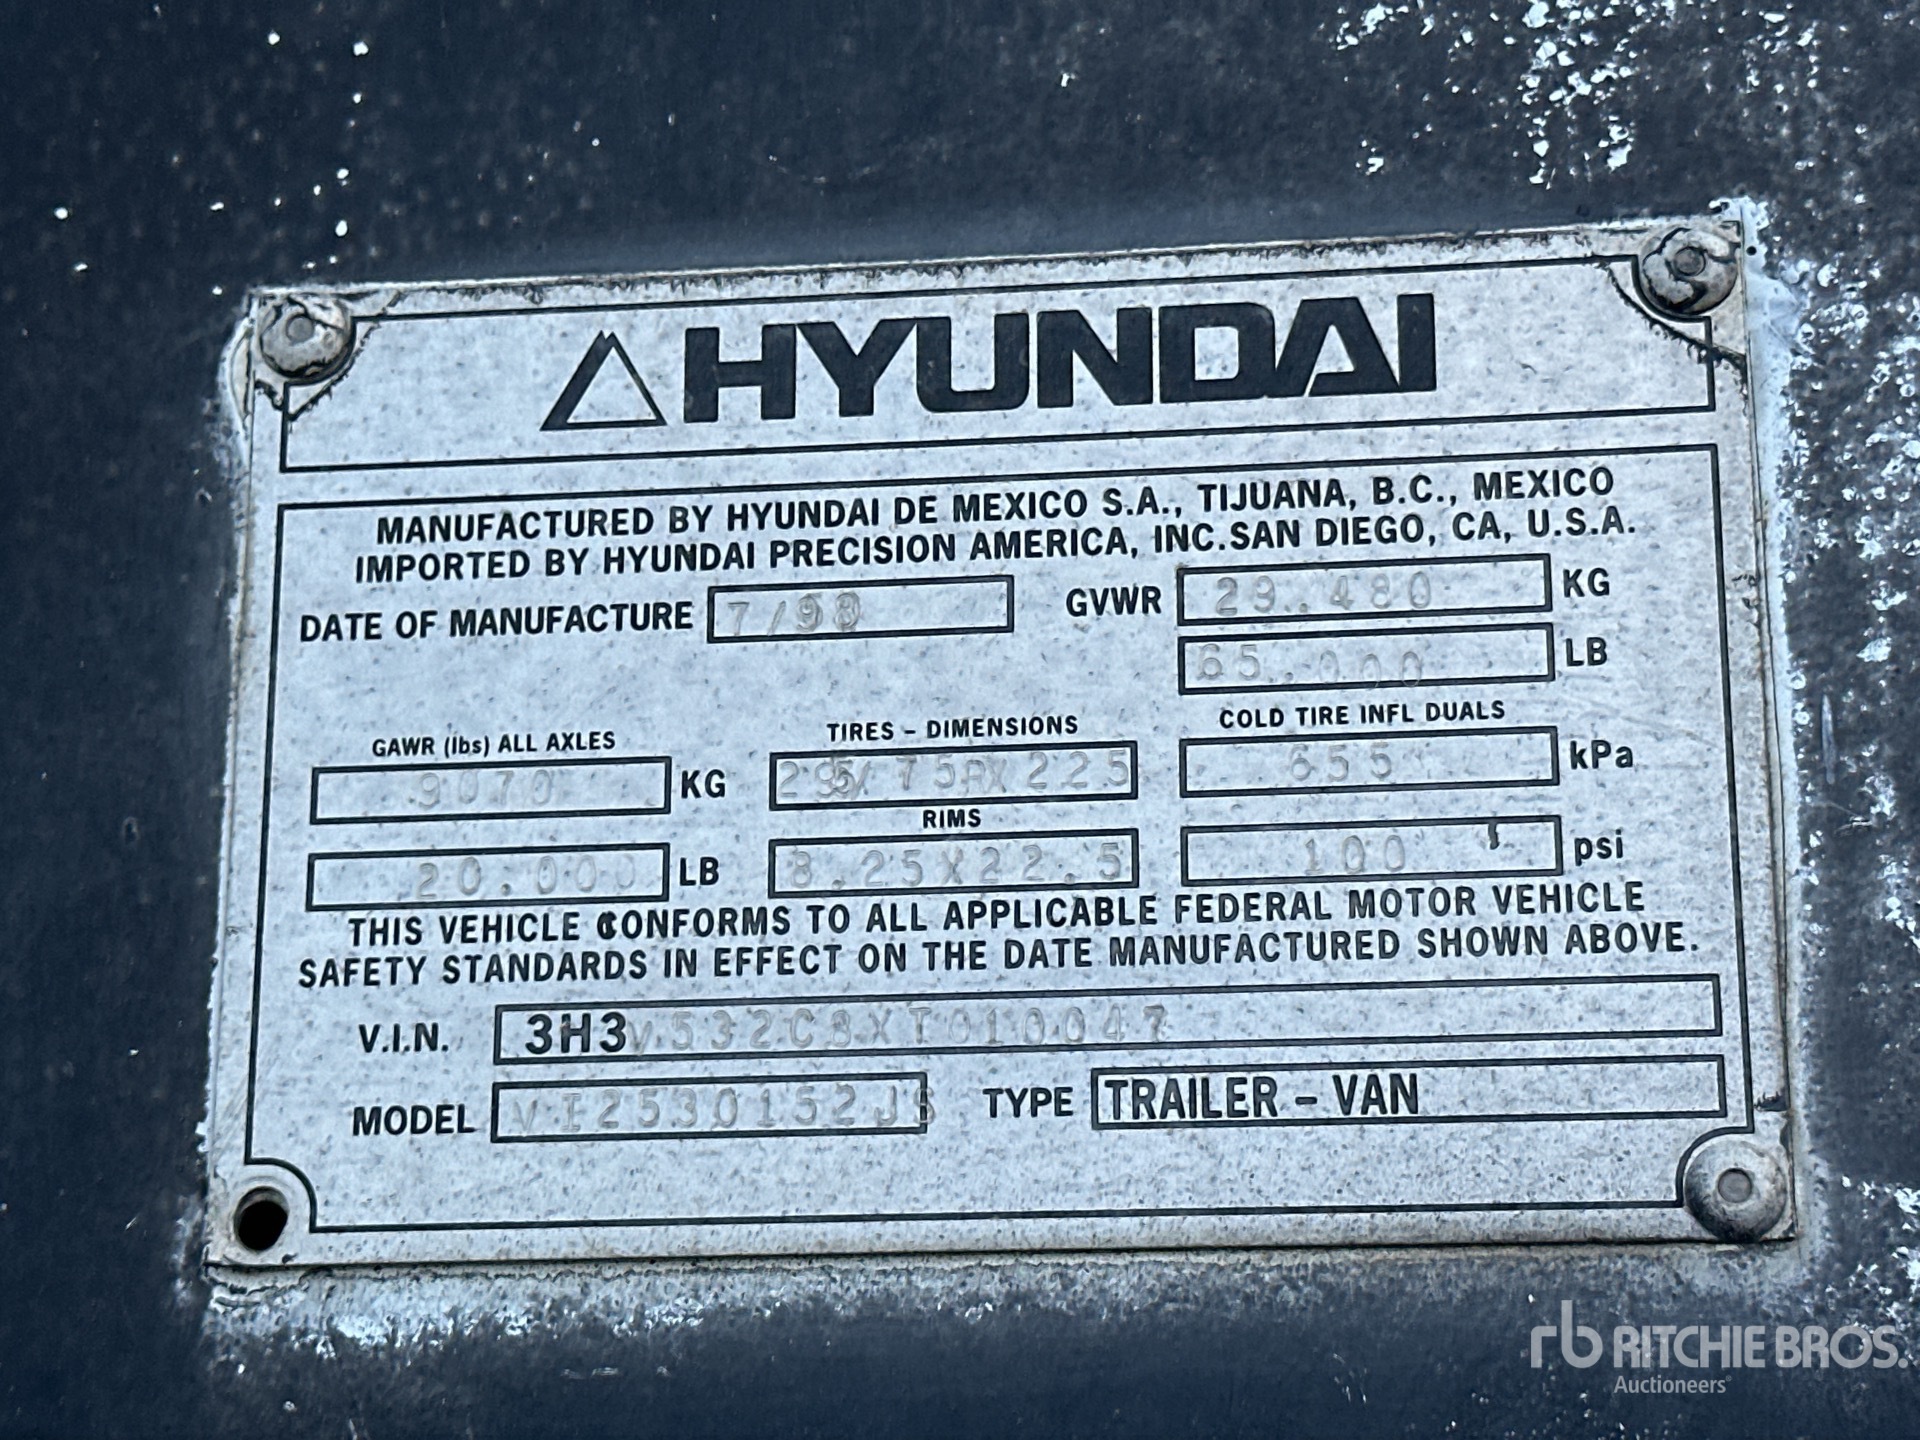 HYUNDAI
MANUFACTURED BY HYUNDAI DE MEXICO S.A., TIJUANA, B.C., MEXICO
IMPORTED BY HYUNDAI PRECISION AMERICA, INC.SAN DIEGO, CA, U.S.A.
DATE OF MANUFACTURE 7/98 GVWR 29.480 KG
65.000 LB
GAWR (lbs) ALL AXLES TIRES - DIMENSIONS COLD TIRE INFL DUALS
9070 KG 295/75RX225 655 kPa
RIMS
20.000 LB 8.25X22.5 100 psi
THIS VEHICLE CONFORMS TO ALL APPLICABLE FEDERAL MOTOR VEHICLE
SAFETY STANDARDS IN EFFECT ON THE DATE MANUFACTURED SHOWN ABOVE.
V.I.N. 3H3V532C8XT010047
MODEL VI2530152JS TYPE TRAILER - VAN
rb RITCHIE BROS.
Auctioneers